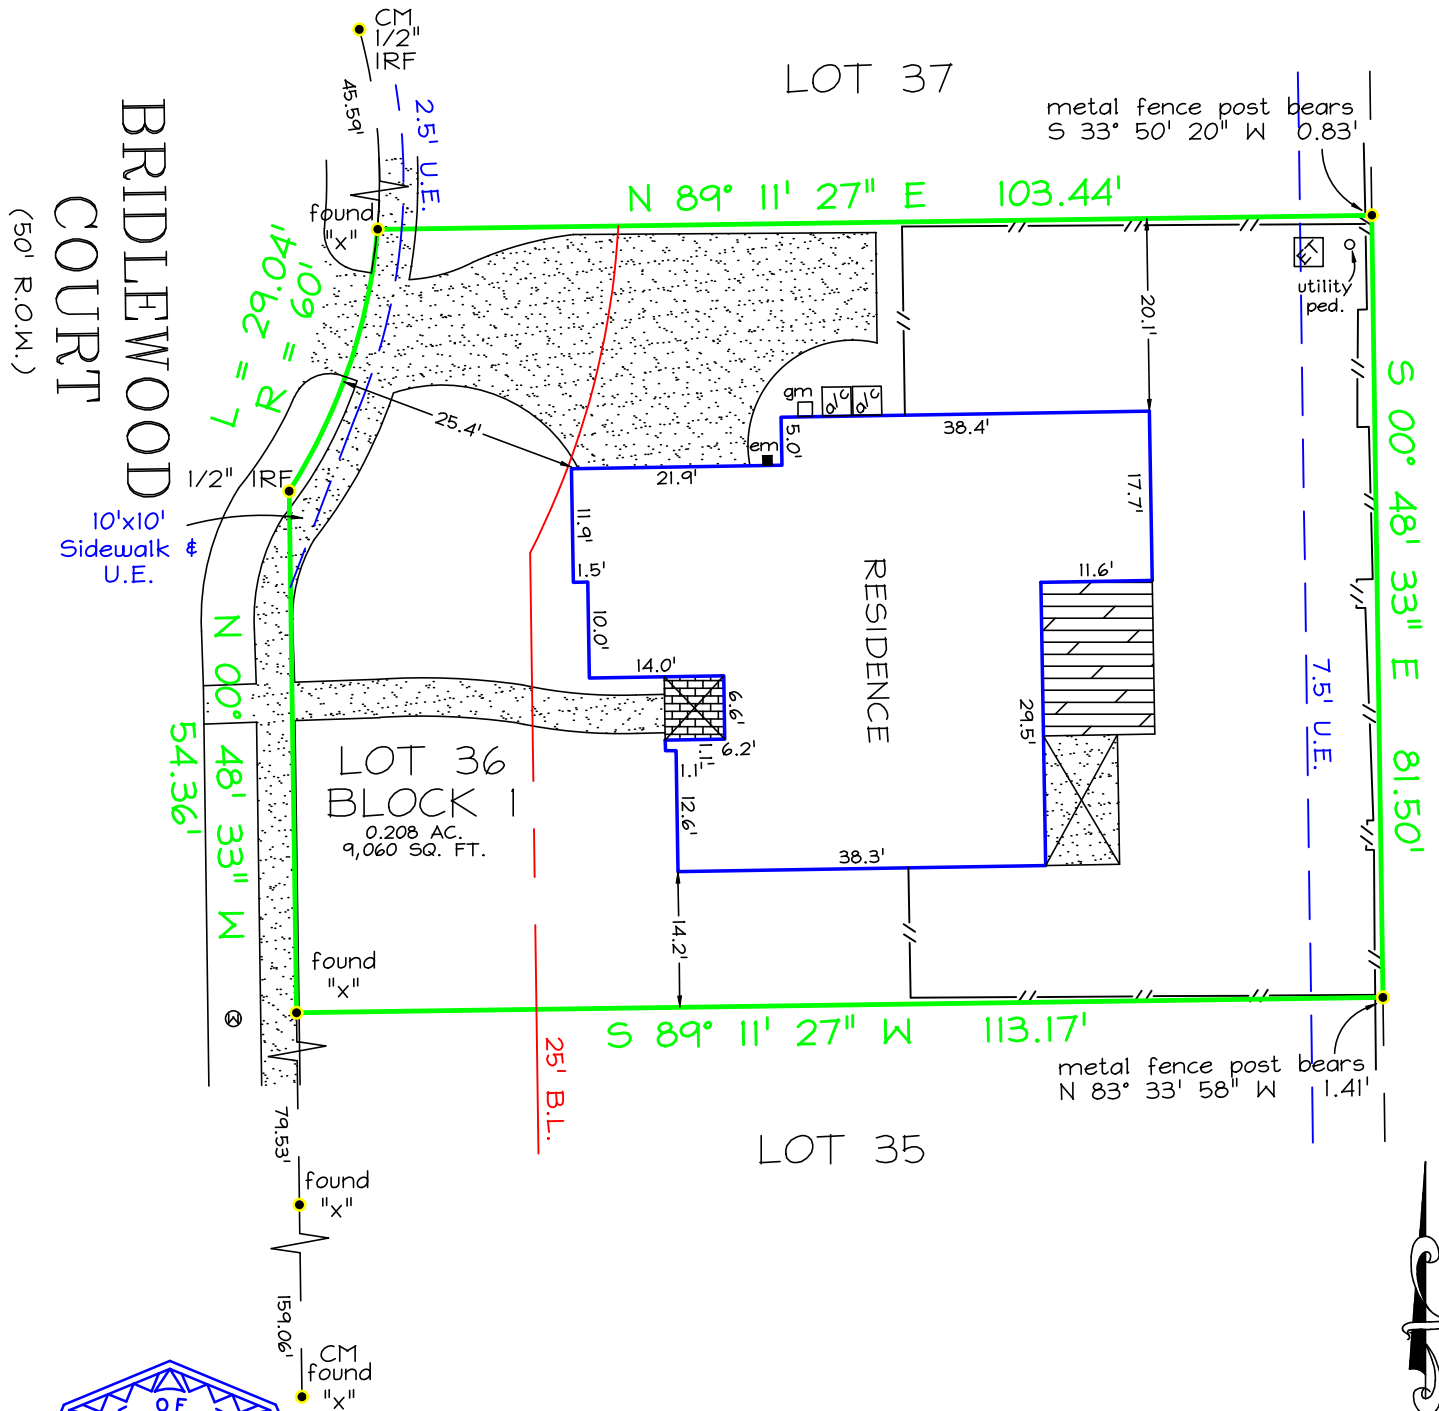 CM
1/2"
IRF
45.59'
2.5' U.E.
LOT 37
metal fence post bears
S 33° 50' 20" W 0.83'
BRIDLEWOOD
COURT
(50' R.O.W.)
found
"x"
N 89° 11' 27" E 103.44'
L = 29.04'
R = 60'
ET
utility
ped.
20.1'
S 00° 48' 33" E 81.50'
25.4'
gm
a/c
a/c
em
5.0'
38.4'
21.9'
17.7'
1/2" IRF
10'x10'
Sidewalk &
U.E.
11.9'
1.5'
10.0'
RESIDENCE
11.6'
14.0'
6.6'
6.2'
1.1'
1.1'
12.6'
29.5'
7.5' U.E.
N 00° 48' 33" W
54.36'
LOT 36
BLOCK 1
0.208 AC.
9,060 SQ. FT.
38.3'
14.2'
found
"x"
W
S 89° 11' 27" W 113.17'
25' B.L.
metal fence post bears
N 83° 33' 58" W 1.41'
79.53'
LOT 35
found
"x"
159.06'
CM
found
"x"
OF